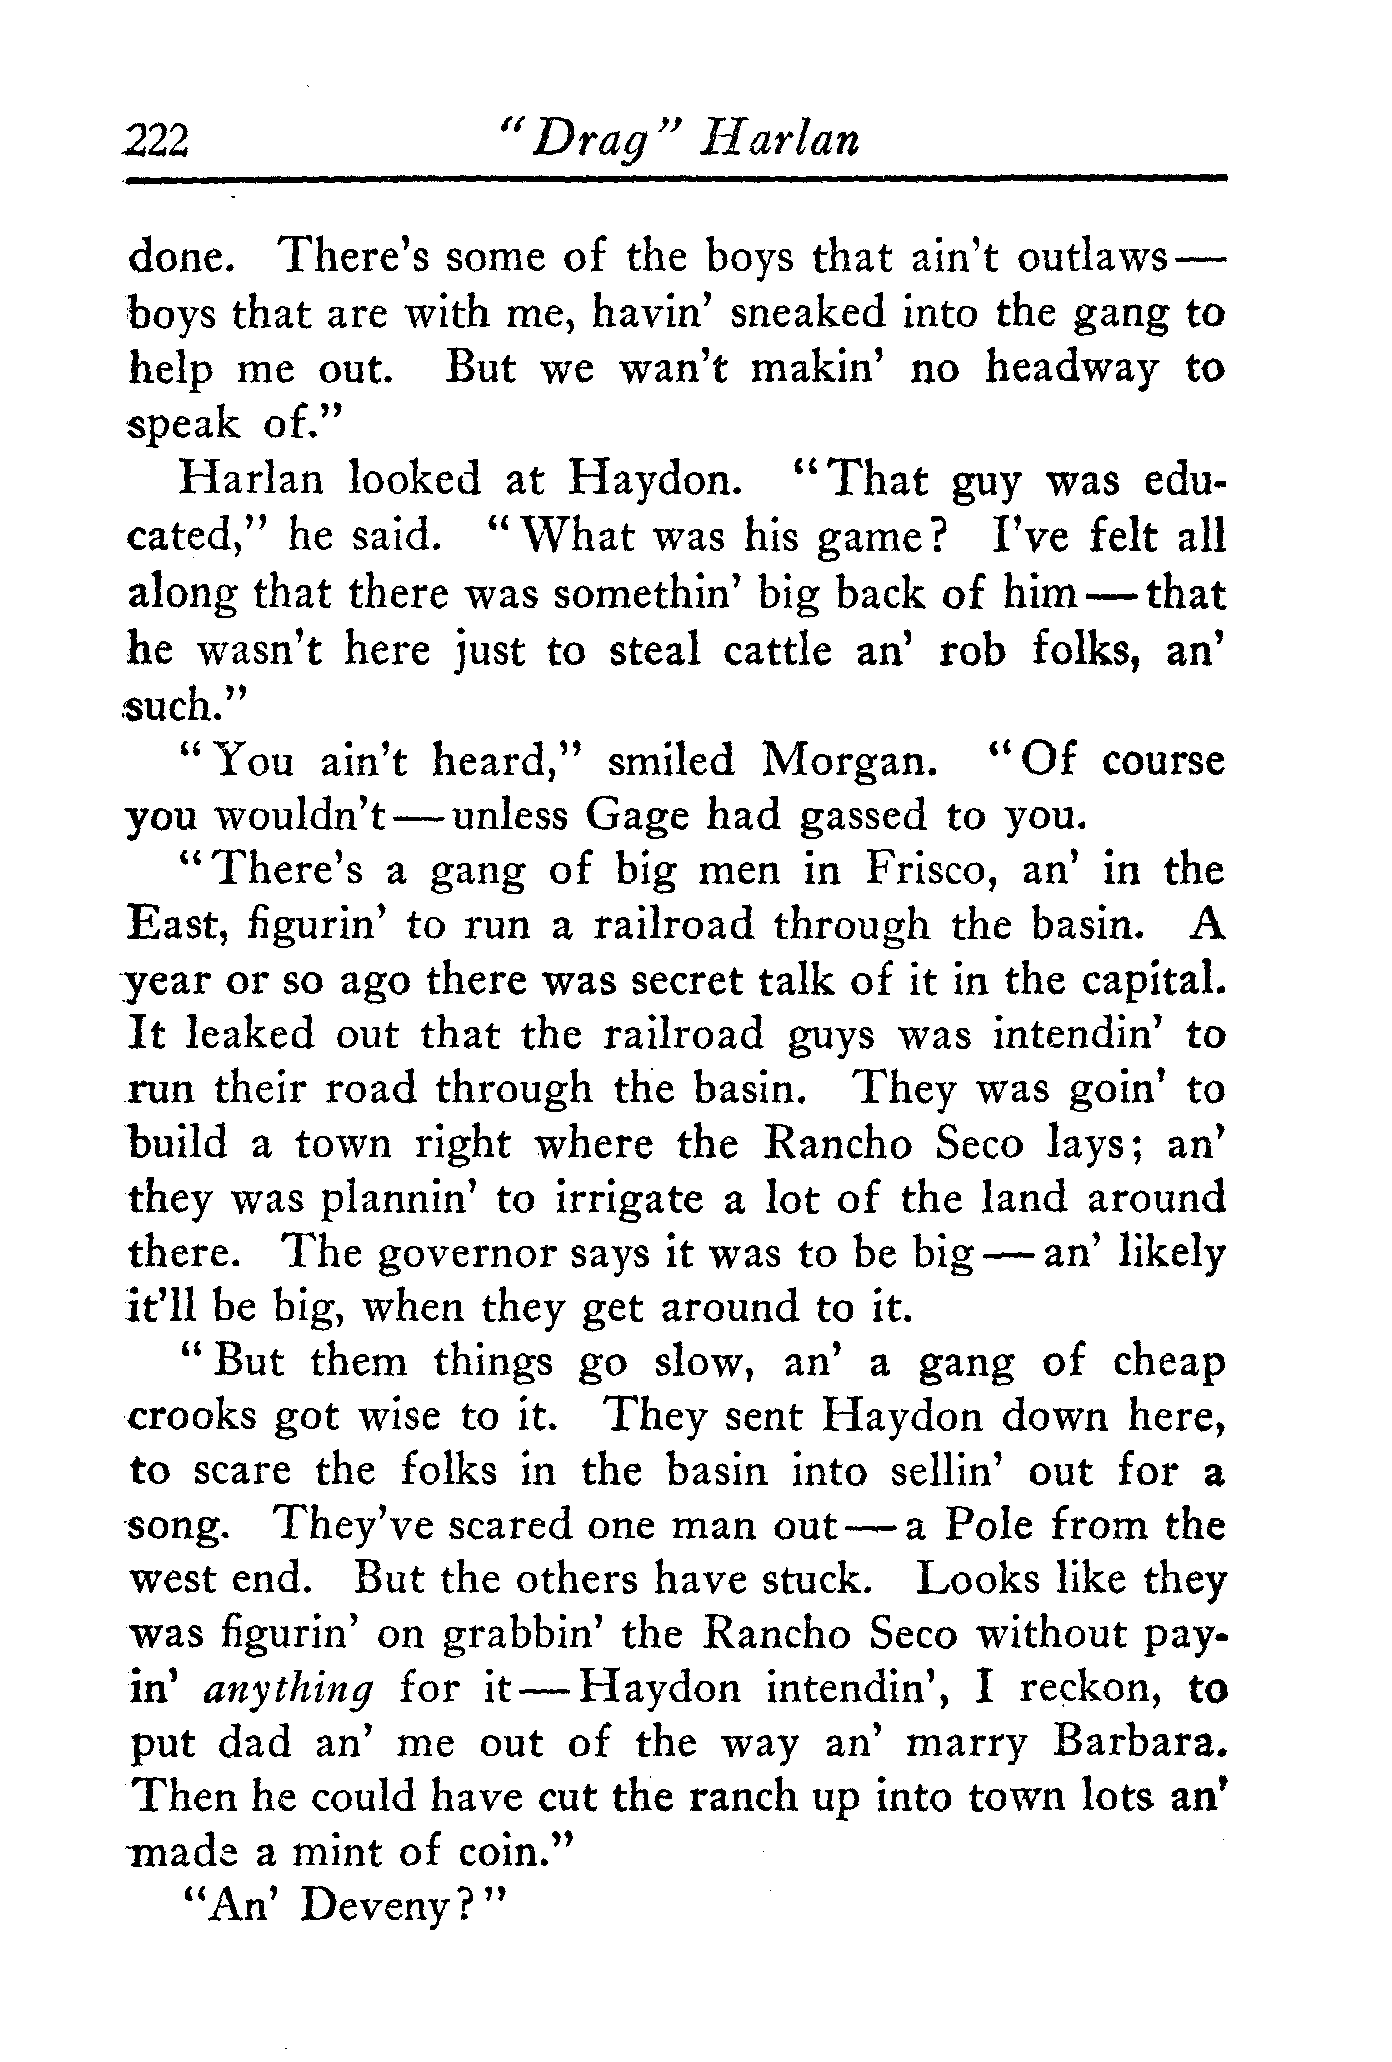 222 "Drag" Harlan
done. There's some of the boys that ain't outlaws—
boys that are with me, havin' sneaked into the gang to
help me out. But we wan't makin' no headway to
speak of."
Harlan looked at Haydon. "That guy was edu-
cated," he said. "What was his game? I've felt all
along that there was somethin' big back of him—that
he wasn't here just to steal cattle an' rob folks, an'
such."
"You ain't heard," smiled Morgan. "Of course
you wouldn't—unless Gage had gassed to you.
"There's a gang of big men in Frisco, an' in the
East, figurin' to run a railroad through the basin. A
year or so ago there was secret talk of it in the capital.
It leaked out that the railroad guys was intendin' to
run their road through the basin. They was goin' to
build a town right where the Rancho Seco lays; an'
they was plannin' to irrigate a lot of the land around
there. The governor says it was to be big—an' likely
it'll be big, when they get around to it.
"But them things go slow, an' a gang of cheap
crooks got wise to it. They sent Haydon down here,
to scare the folks in the basin into sellin' out for a
song. They've scared one man out—a Pole from the
west end. But the others have stuck. Looks like they
was figurin' on grabbin' the Rancho Seco without pay-
in' anything for it—Haydon intendin', I reckon, to
put dad an' me out of the way an' marry Barbara.
Then he could have cut the ranch up into town lots an'
made a mint of coin."
"An' Deveny?"